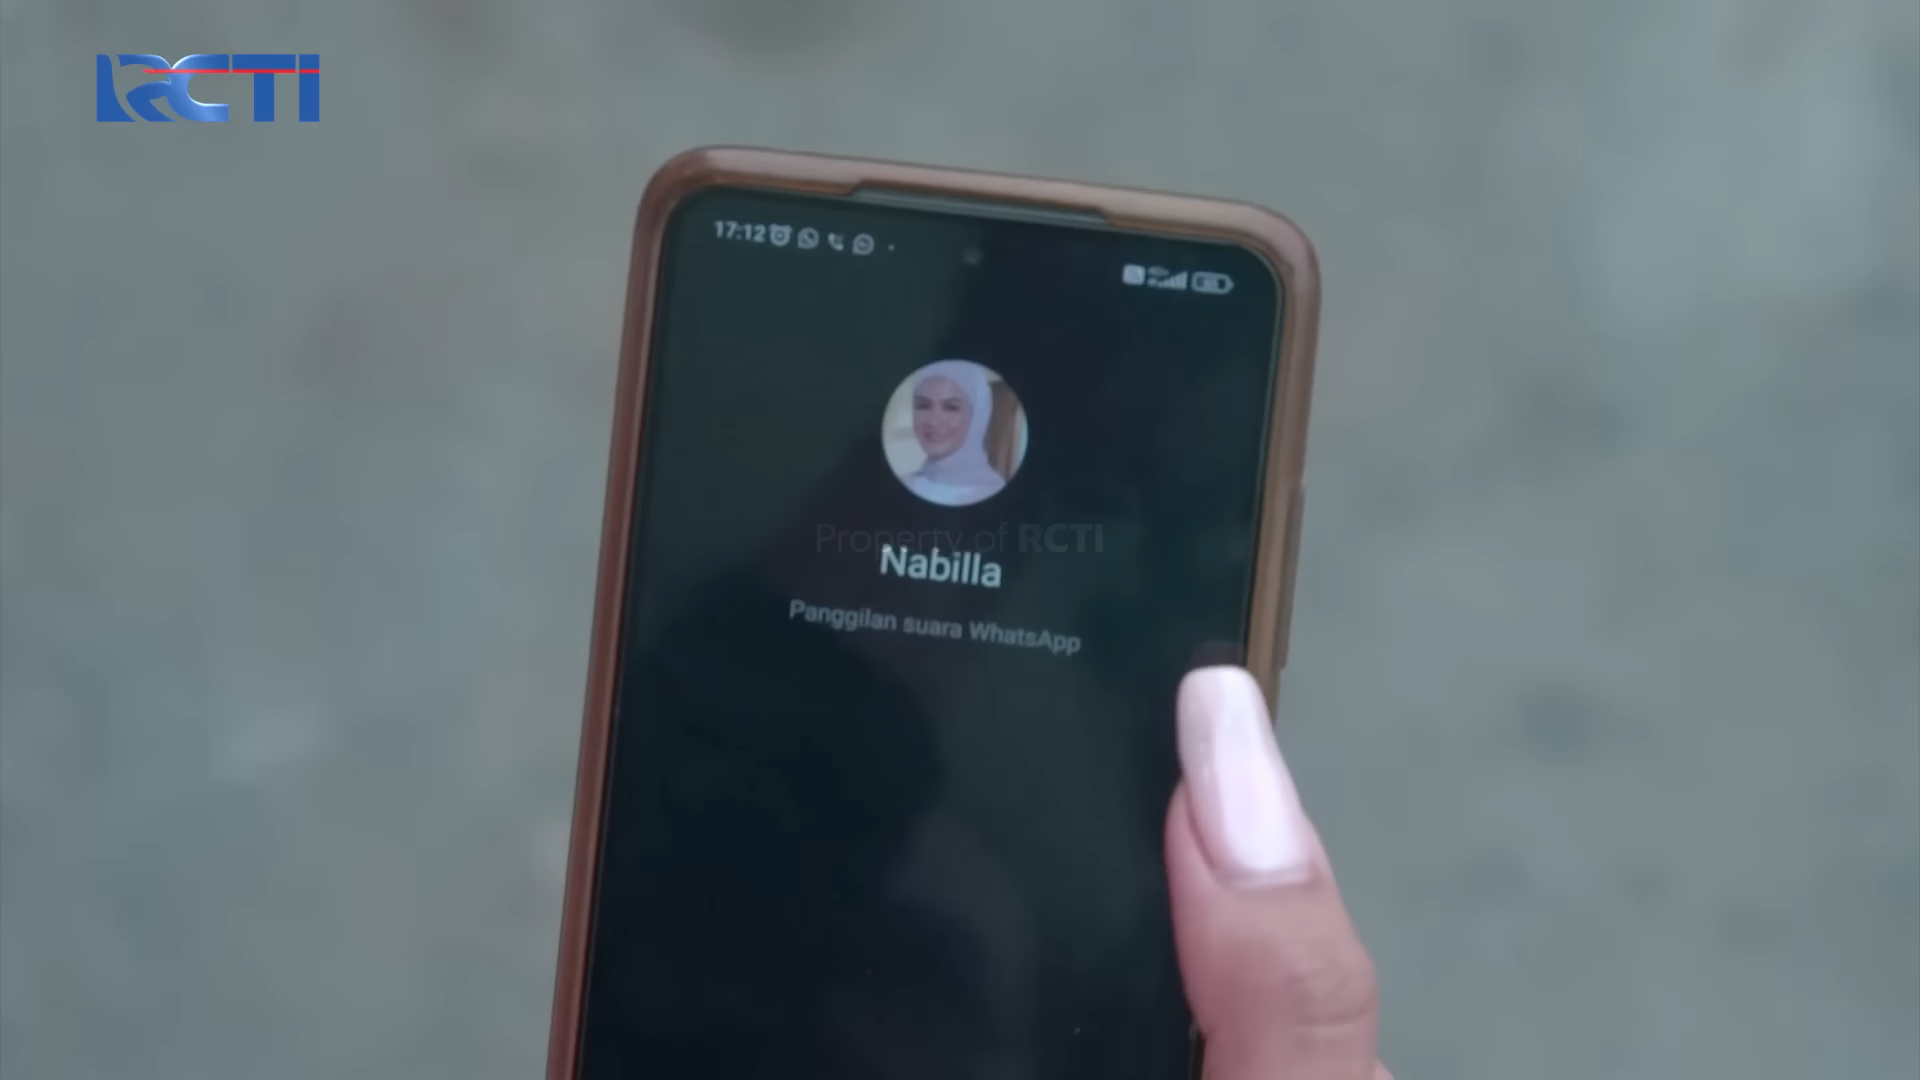 RCTI
17:12
Property of RCTI
Nabilla
Panggilan suara WhatsApp